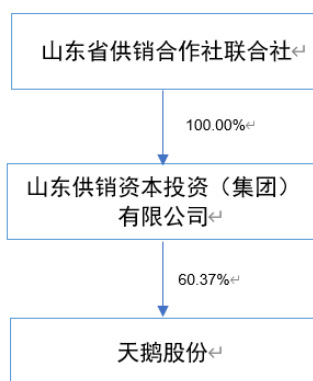 山东省供销合作社联合社
100.00%
山东供销资本投资（集团）
有限公司
60.37%
天鹅股份